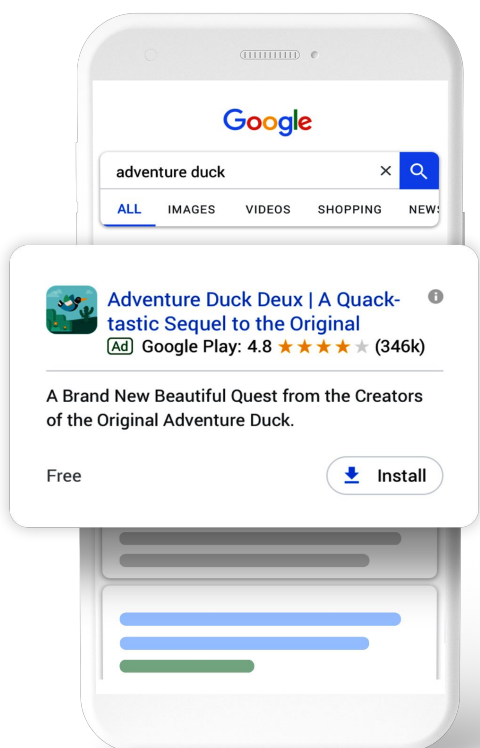 Google
adventure duck
ALL IMAGES VIDEOS SHOPPING NEWS
Adventure Duck Deux | A Quack-
tastic Sequel to the Original
Ad Google Play: 4.8 (346k)
A Brand New Beautiful Quest from the Creators
of the Original Adventure Duck.
Free Install